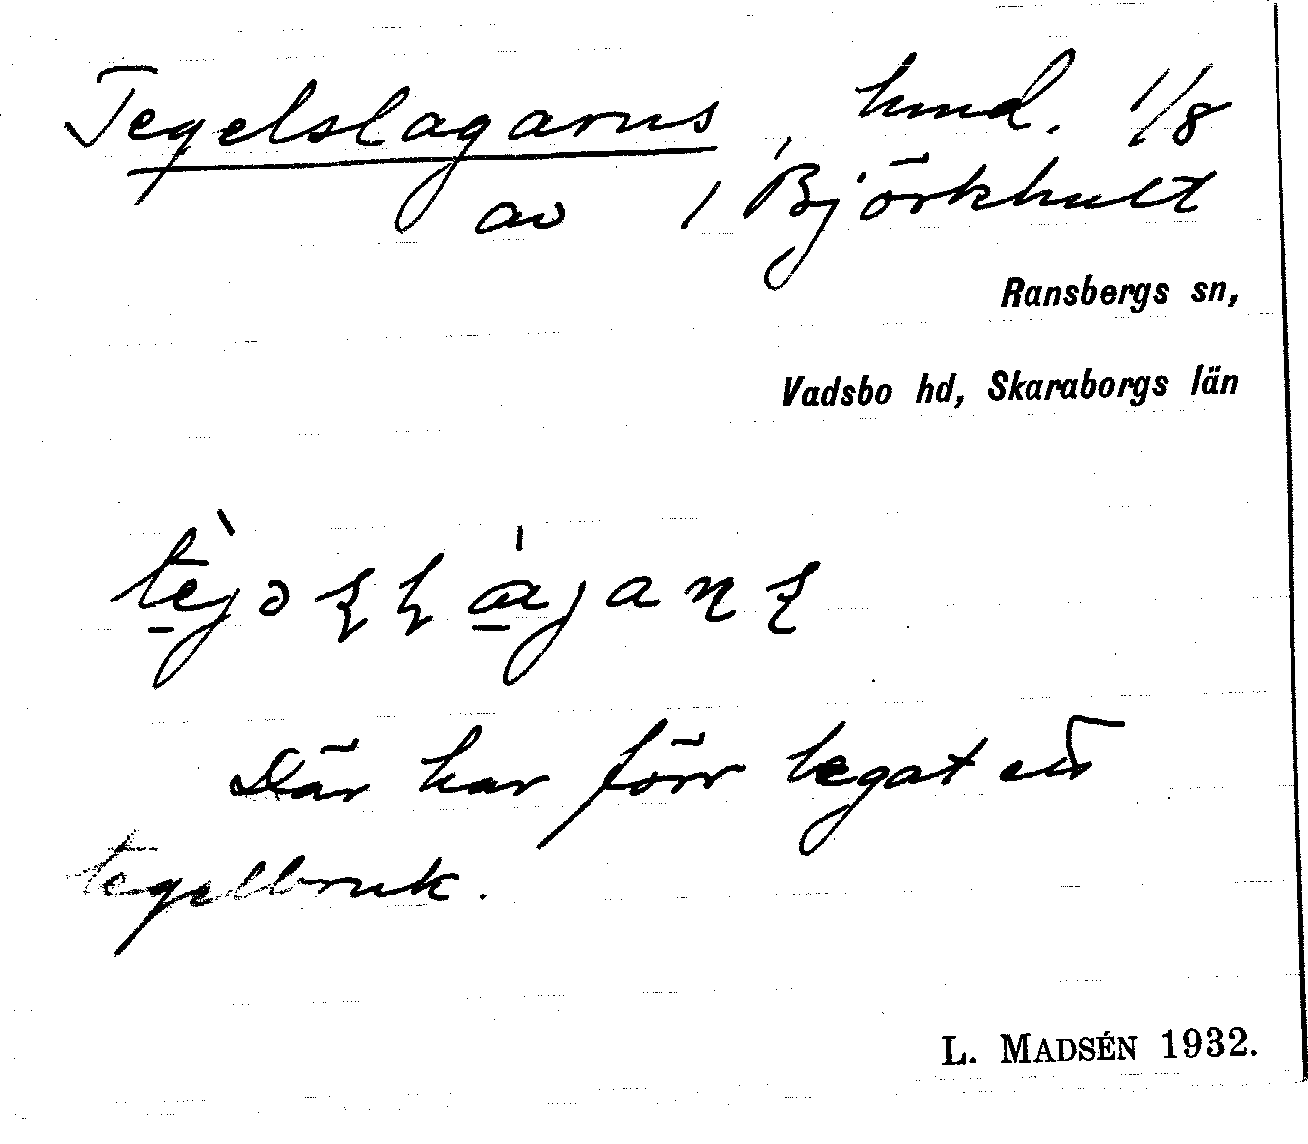 Tegelslagarns, hmd. 1/8
av 1 Björkhult
Ransbergs sn,
Vadsbo hd, Skaraborgs län
Där har förr legat ett
tegelbruk.
L. MADSÉN 1932.